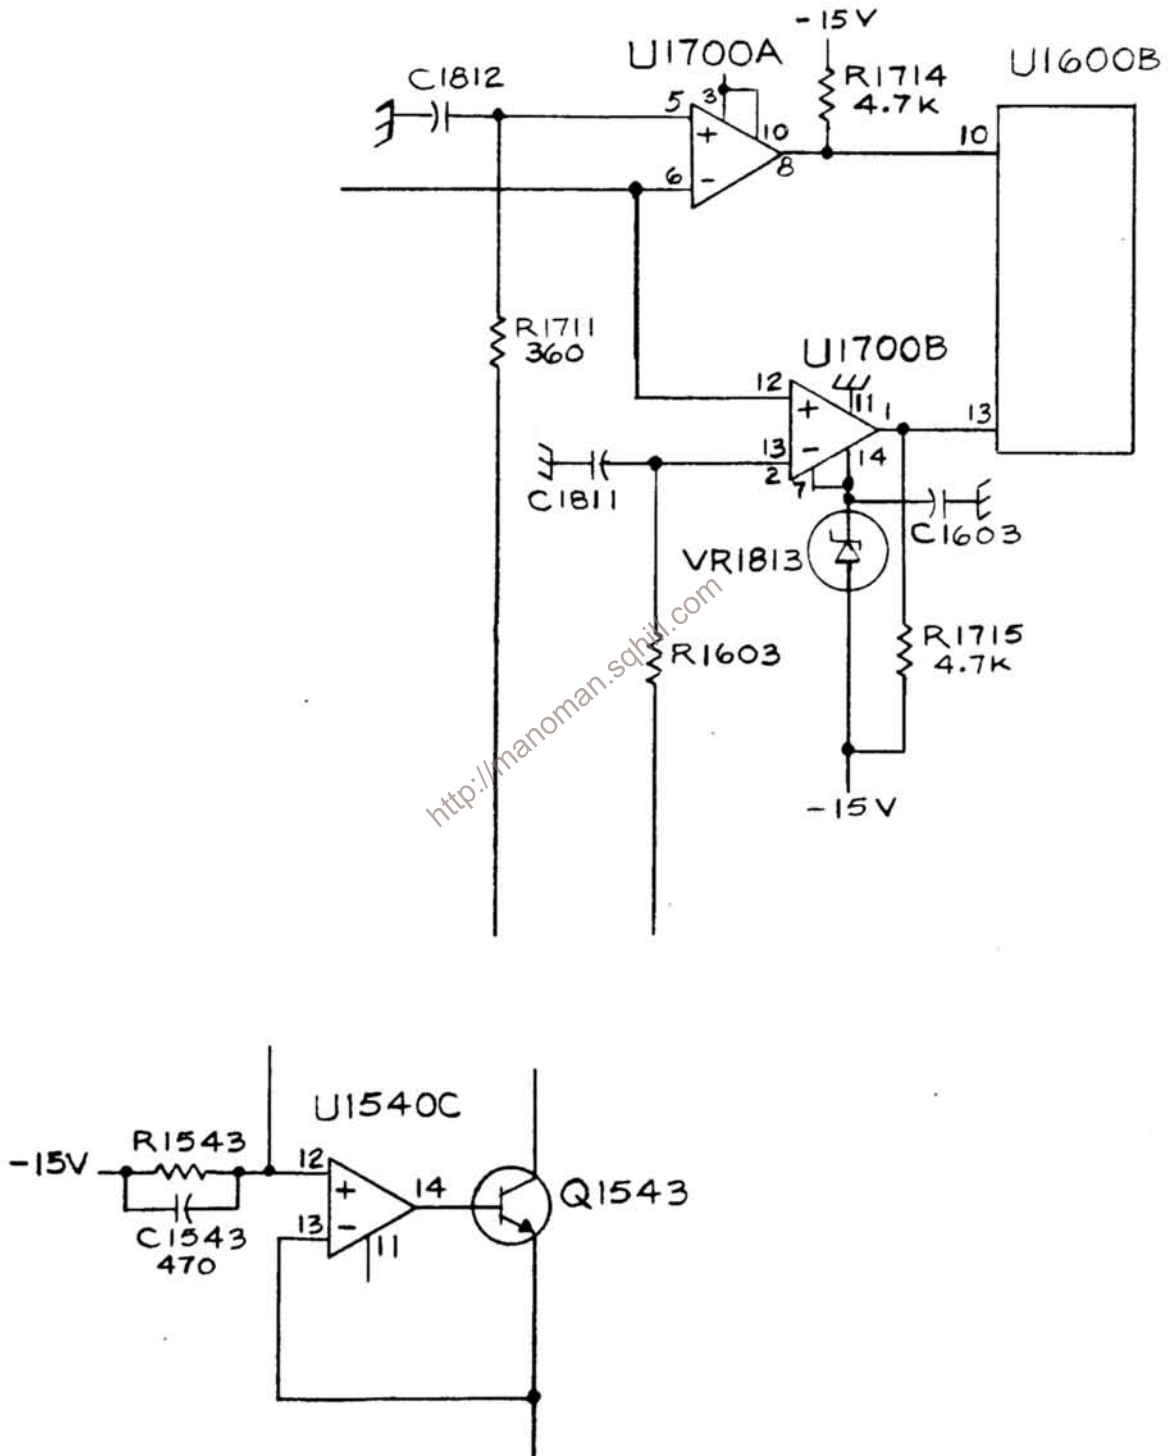 -15V
U1700A
U1600B
C1812
R1714
4.7K
5
3
10
10
+
8
6
-
R1711
360
U1700B
12
11
1
13
+
13
-
14
2
7
C1811
C1603
VR1813
R1715
4.7K
R1603
http://manoman.sqhill.com
-15V
U1540C
R1543
-15V
12
+
14
Q1543
13
-
C1543
11
470